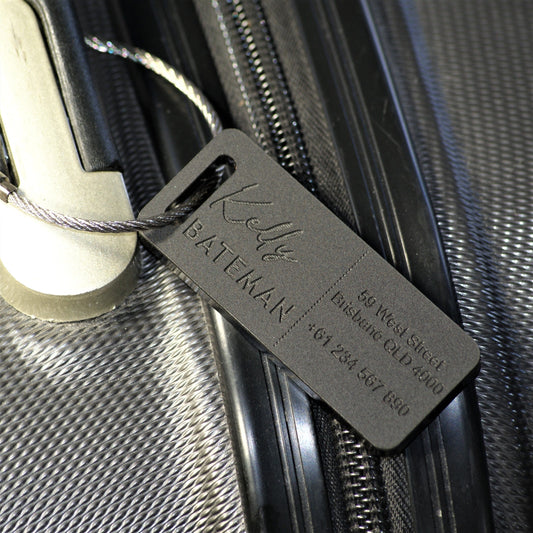 Kelly
BATEMAN
59 West Street
Brisbane QLD 4000
+61 234 567 890